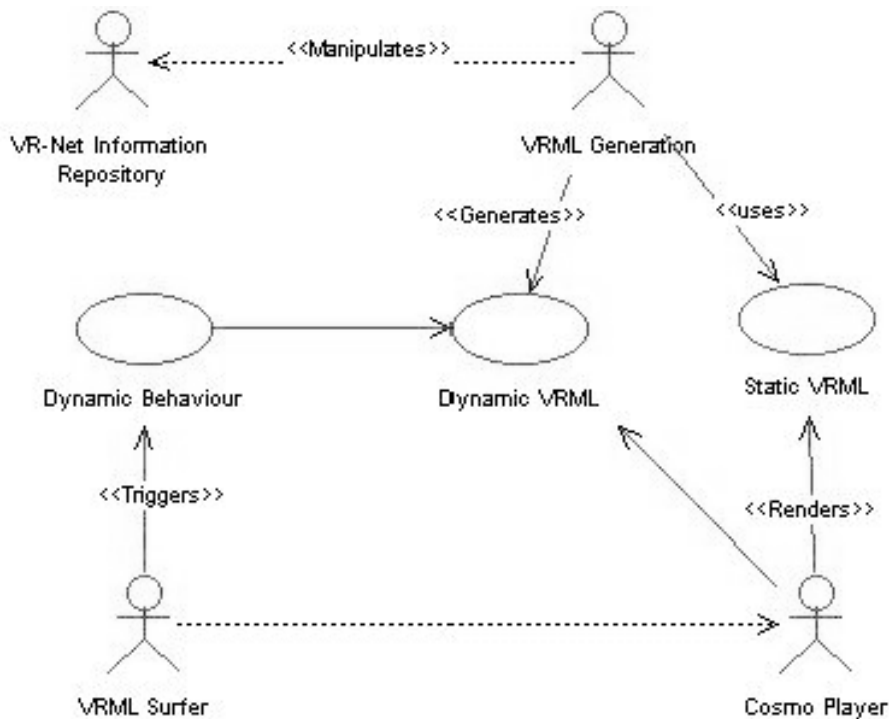 <<Manipulates>>
VR-Net Information
Repository
VRML Generation
<<Generates>>
<<uses>>
Dynamic Behaviour
Dynamic VRML
Static VRML
<<Triggers>>
<<Renders>>
VRML Surfer
Cosmo Player